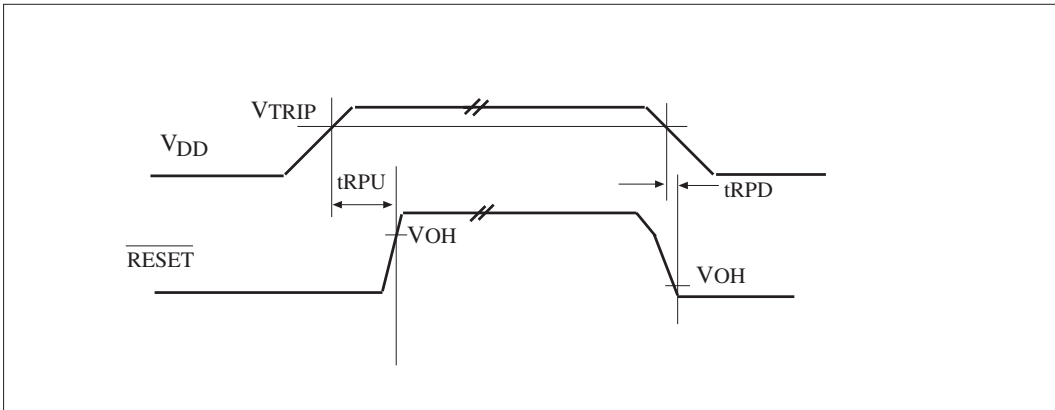 VTRIP
VDD
tRPU
tRPD
VOH
RESET
VOH